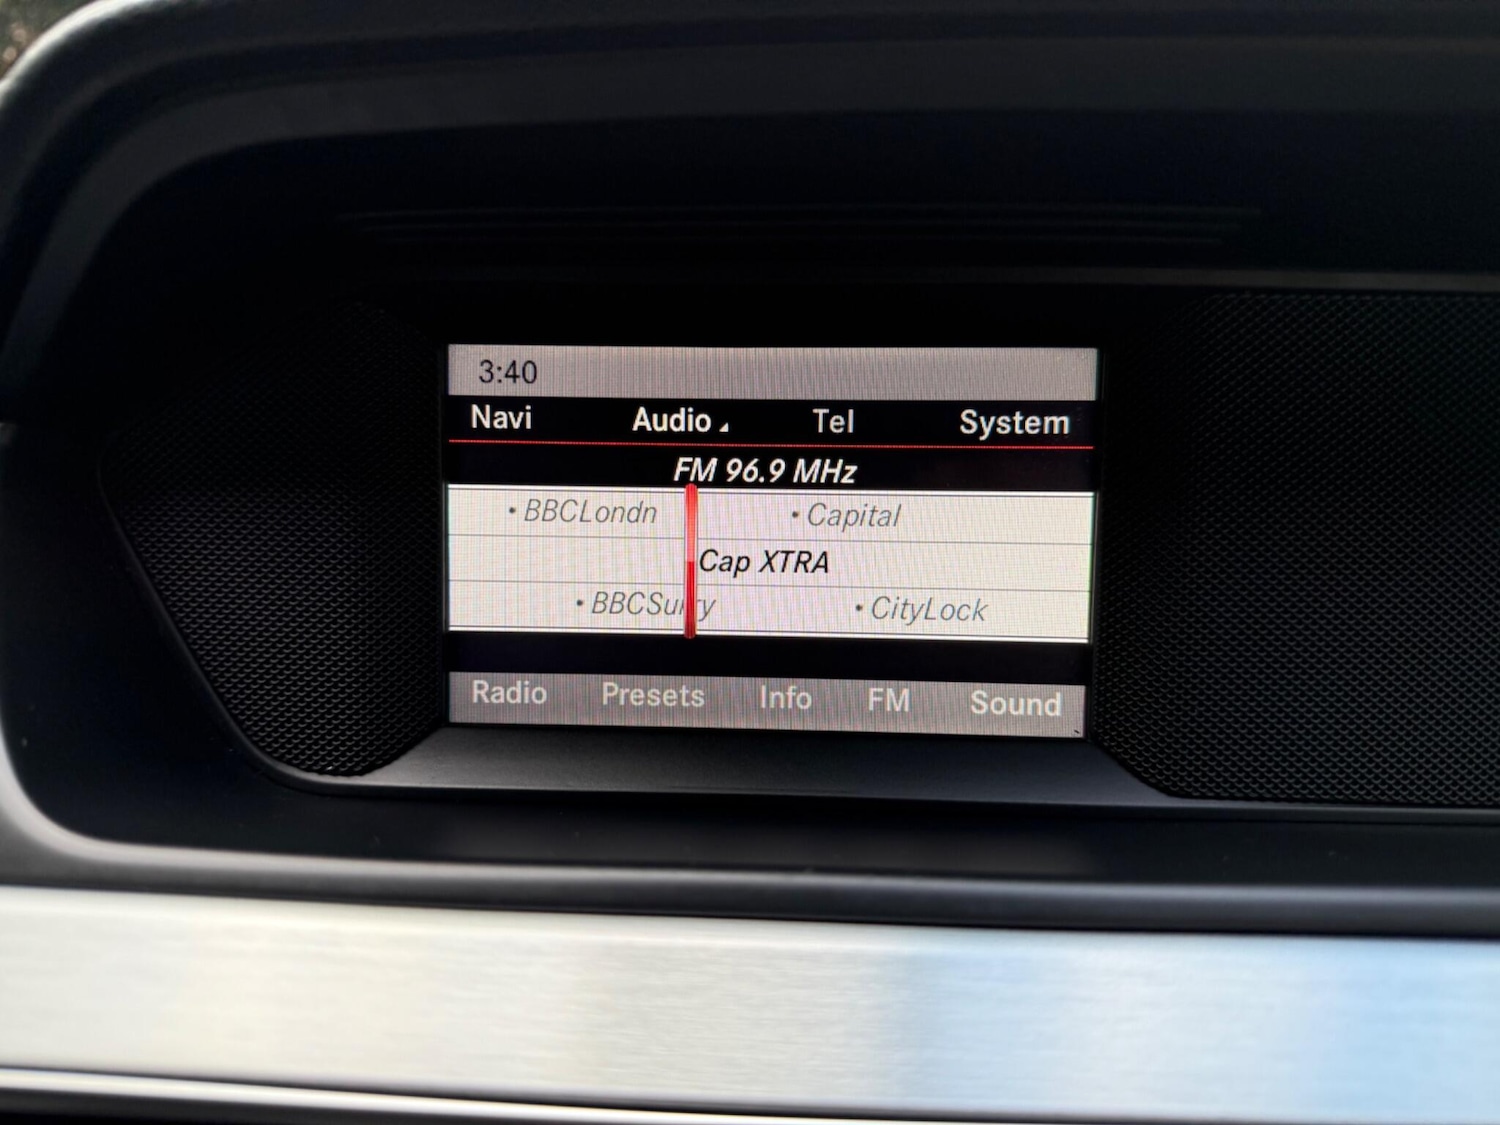 3:40
Navi Audio Tel System
FM 96.9 MHz
• BBCLondn • Capital
Cap XTRA
• BBCSurry • CityLock
Radio Presets Info FM Sound